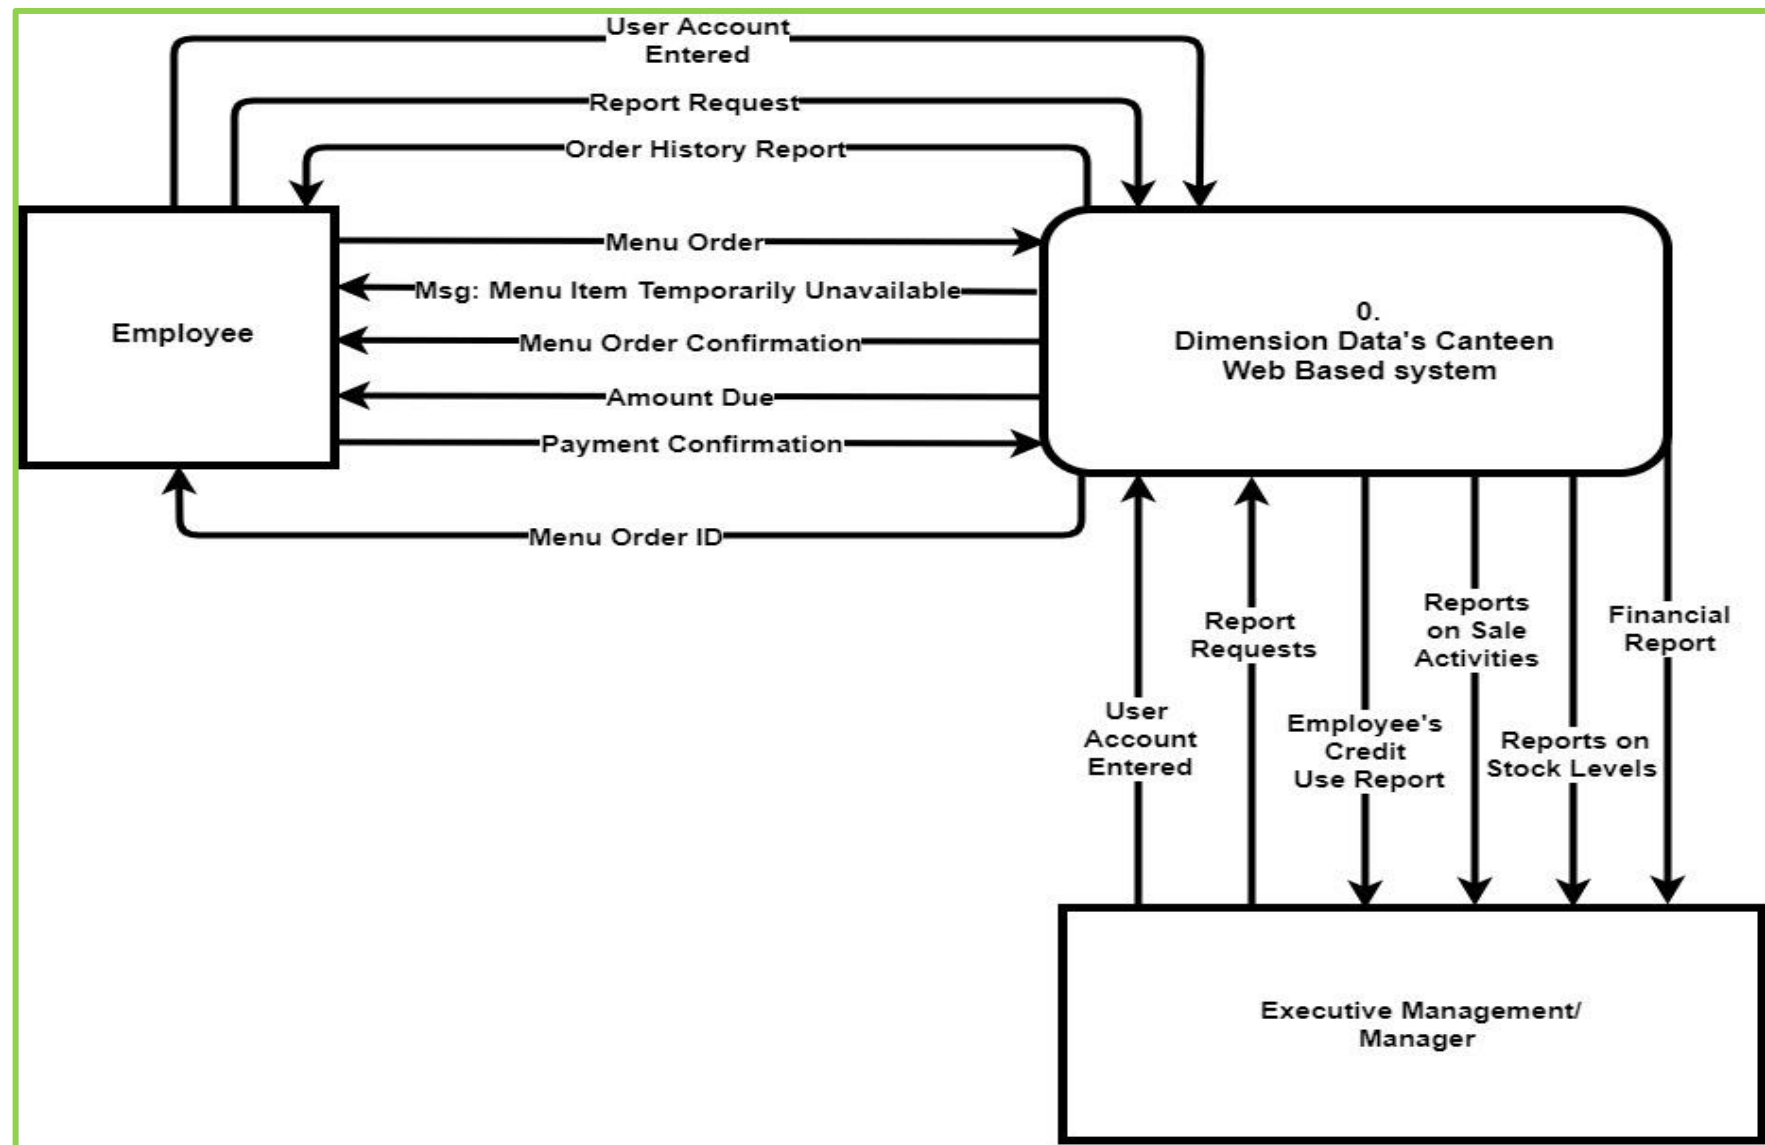 User Account
Entered
Report Request
Order History Report
Menu Order
Msg: Menu Item Temporarily Unavailable
Menu Order Confirmation
Amount Due
Payment Confirmation
Menu Order ID
Employee
0.
Dimension Data's Canteen
Web Based system
User
Account
Entered
Report
Requests
Employee's
Credit
Use Report
Reports
on Sale
Activities
Reports on
Stock Levels
Financial
Report
Executive Management/
Manager